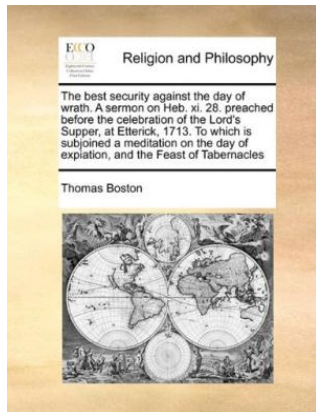 ECCO
Religion and Philosophy
The best security against the day of
wrath. A sermon on Heb. xi. 28. preached
before the celebration of the Lord's
Supper, at Etterick, 1713. To which is
subjoined a meditation on the day of
expiation, and the Feast of Tabernacles
Thomas Boston